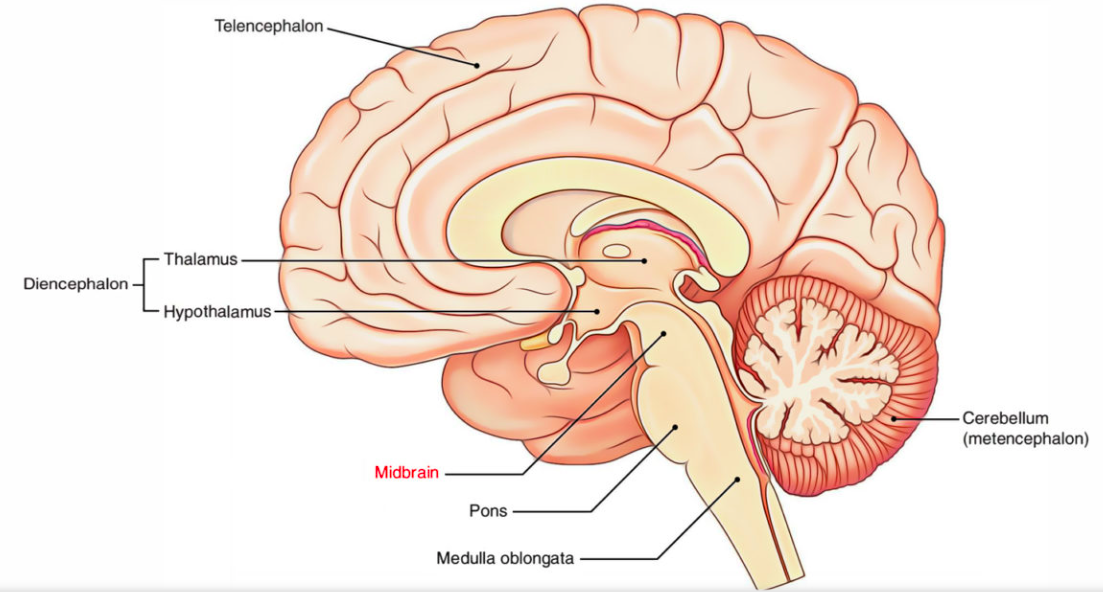 Telencephalon
Thalamus
Diencephalon
Hypothalamus
Cerebellum
(metencephalon)
Midbrain
Pons
Medulla oblongata